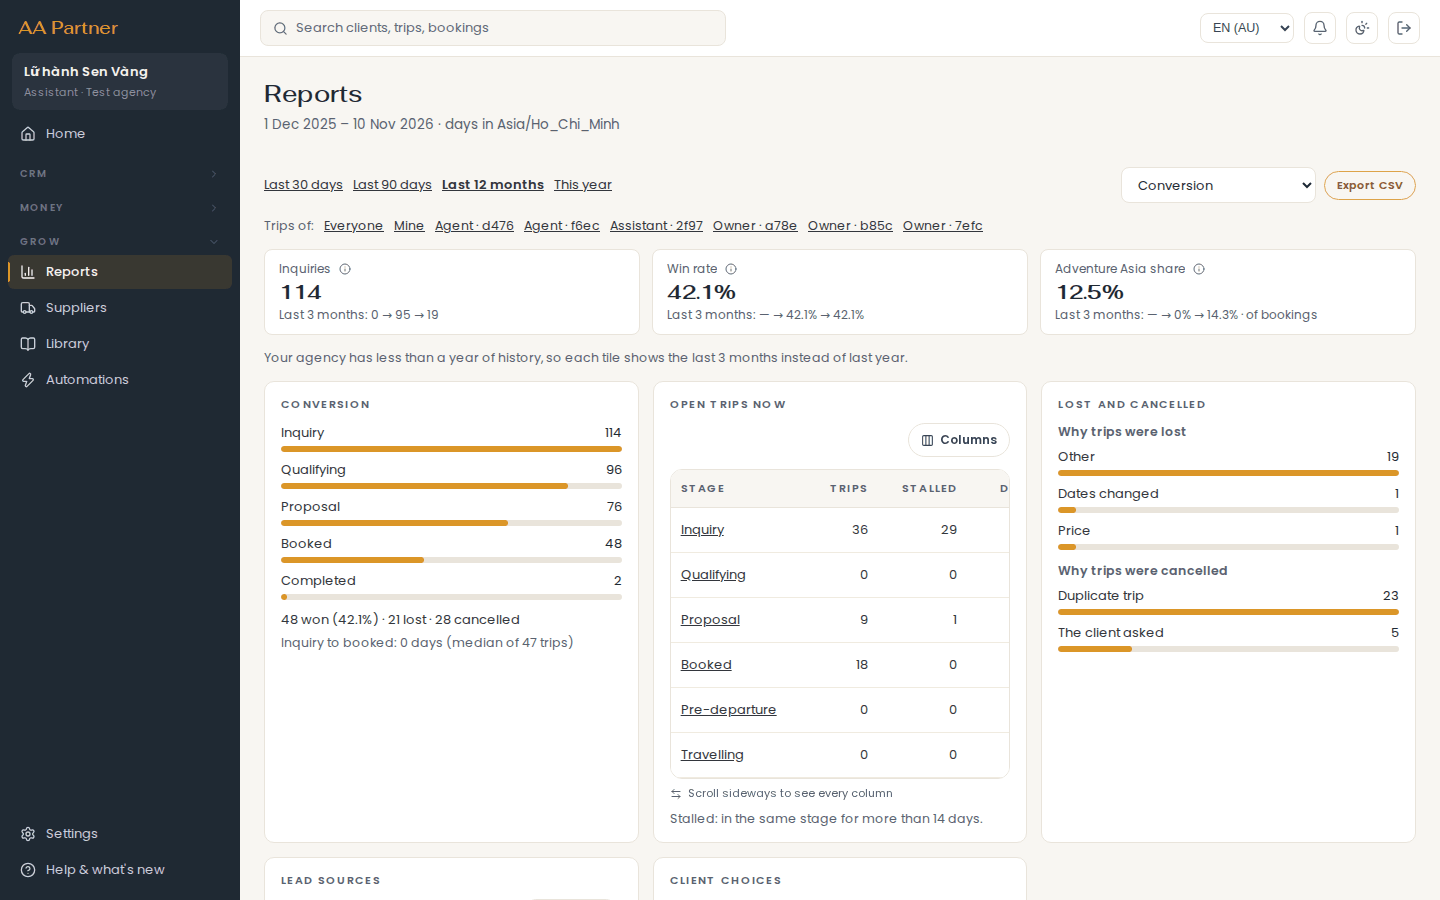 AA Partner
Lữ hành Sen Vàng
Assistant · Test agency
Home
CRM
MONEY
GROW
Reports
Suppliers
Library
Automations
Settings
Help & what's new
Search clients, trips, bookings
EN (AU)
Reports
1 Dec 2025 – 10 Nov 2026 · days in Asia/Ho_Chi_Minh
Last 30 days Last 90 days Last 12 months This year
Conversion
Export CSV
Trips of: Everyone Mine Agent · d476 Agent · f6ec Assistant · 2f97 Owner · a78e Owner · b85c Owner · 7efc
Inquiries
114
Last 3 months: 0 → 95 → 19
Win rate
42.1%
Last 3 months: — → 42.1% → 42.1%
Adventure Asia share
12.5%
Last 3 months: — → 0% → 14.3% · of bookings
Your agency has less than a year of history, so each tile shows the last 3 months instead of last year.
CONVERSION
Inquiry 114
Qualifying 96
Proposal 76
Booked 48
Completed 2
48 won (42.1%) · 21 lost · 28 cancelled
Inquiry to booked: 0 days (median of 47 trips)
OPEN TRIPS NOW
Columns
STAGE TRIPS STALLED D
Inquiry 36 29
Qualifying 0 0
Proposal 9 1
Booked 18 0
Pre-departure 0 0
Travelling 0 0
Scroll sideways to see every column
Stalled: in the same stage for more than 14 days.
LOST AND CANCELLED
Why trips were lost
Other 19
Dates changed 1
Price 1
Why trips were cancelled
Duplicate trip 23
The client asked 5
LEAD SOURCES
CLIENT CHOICES